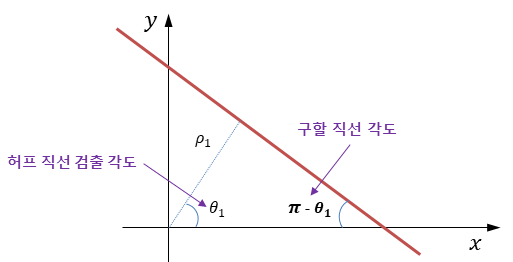 y
구할 직선 각도
ρ₁
허프 직선 검출 각도
θ₁
π - θ₁
x